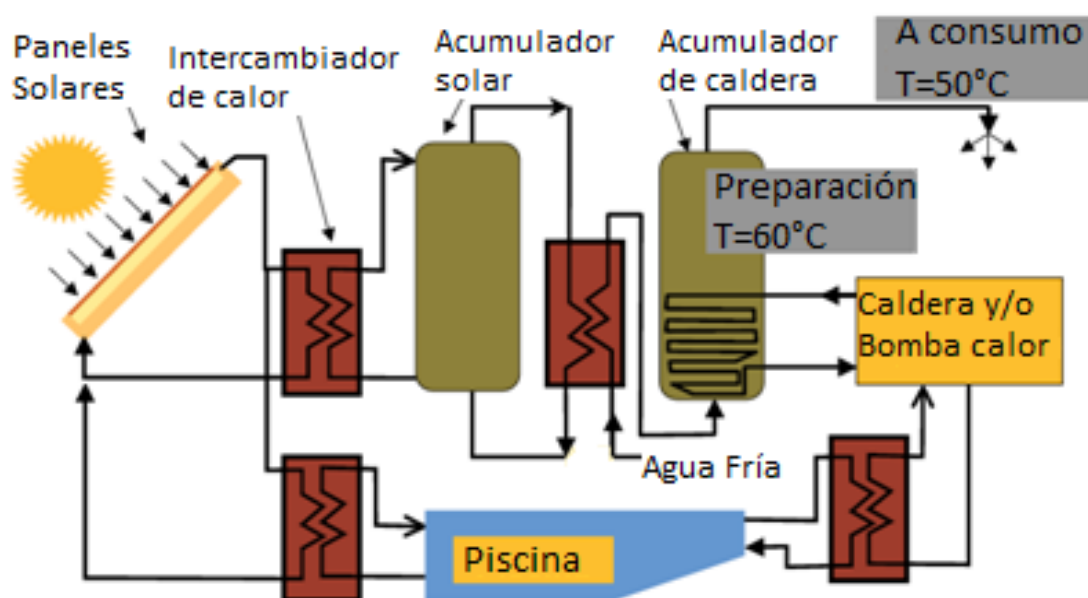 Paneles
Solares
Intercambiador
de calor
Acumulador
solar
Acumulador
de caldera
A consumo
T=50°C
Preparación
T=60°C
Caldera y/o
Bomba calor
Agua Fría
Piscina